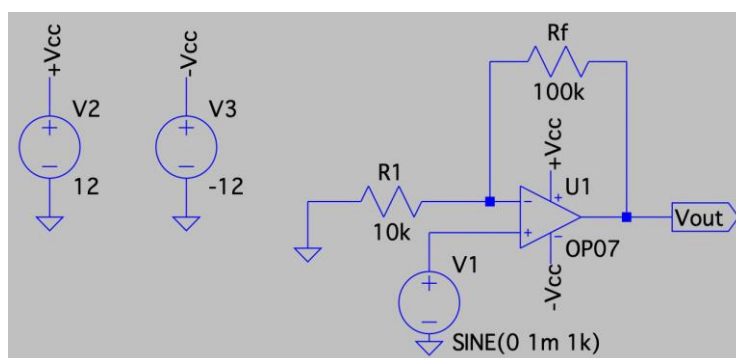 +Vcc
V2
12
-Vcc
V3
-12
Rf
100k
R1
10k
+Vcc
U1
OP07
-Vcc
Vout
V1
SINE(0 1m 1k)